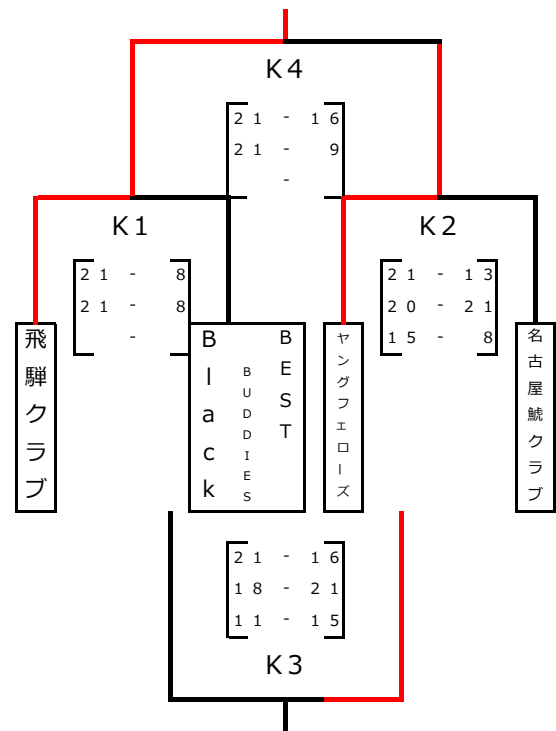 K4
21 - 16
21 - 9
-
K1
21 - 8
21 - 8
-
K2
21 - 13
20 - 21
15 - 8
飛騨クラブ
Black
BUDDIES
BEST
ヤングフェローズ
名古屋鯱クラブ
21 - 16
18 - 21
11 - 15
K3